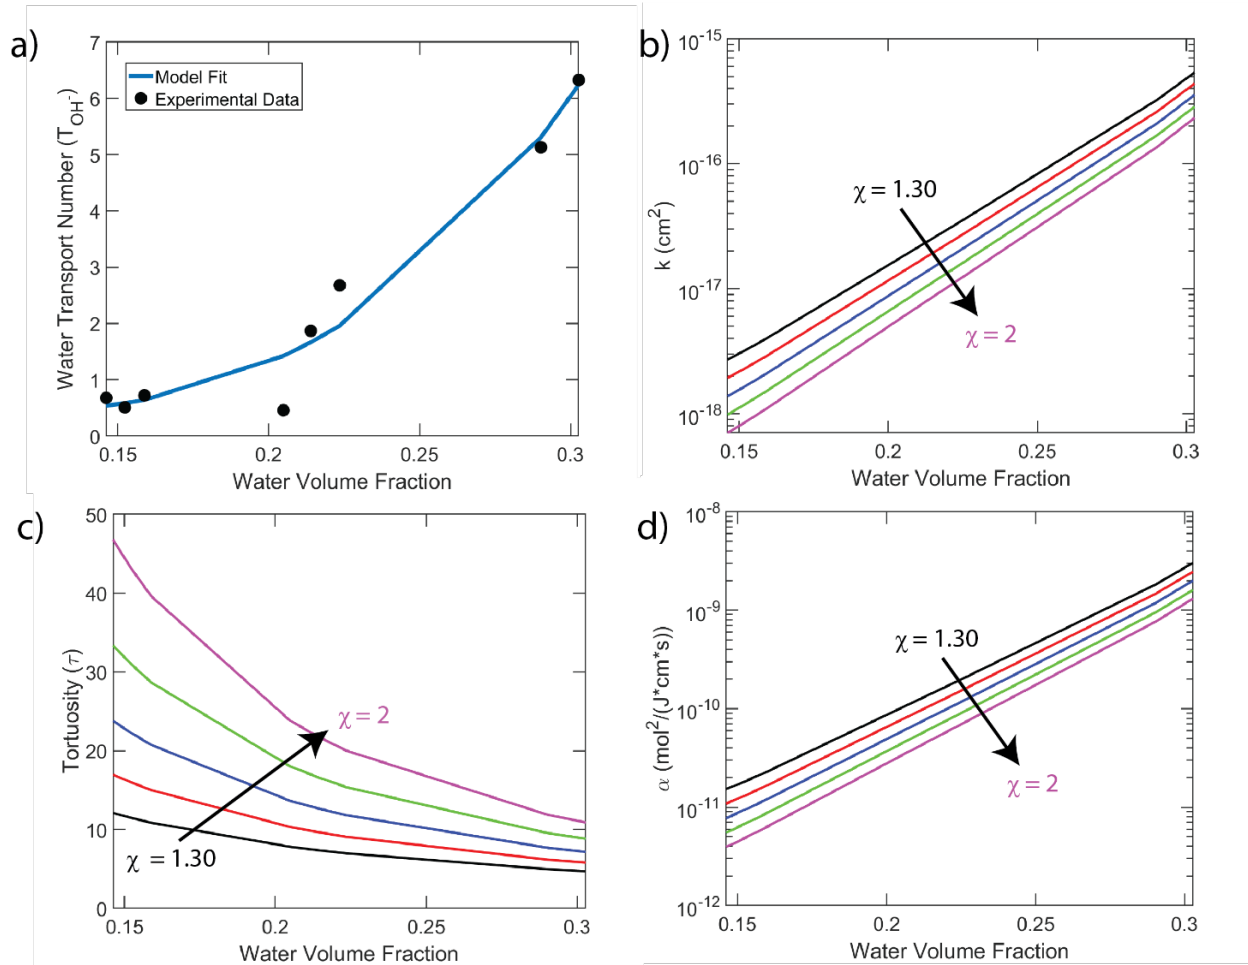 a)
7
6
5
4
3
2
1
0
Water Transport Number (T_OH⁻)
Model Fit
Experimental Data
0.15
0.2
0.25
0.3
Water Volume Fraction
b)
10⁻¹⁵
10⁻¹⁶
10⁻¹⁷
10⁻¹⁸
k (cm²)
χ = 1.30
χ = 2
0.15
0.2
0.25
0.3
Water Volume Fraction
c)
50
40
30
20
10
0
Tortuosity (τ)
χ = 2
χ = 1.30
0.15
0.2
0.25
0.3
Water Volume Fraction
d)
10⁻⁸
10⁻⁹
10⁻¹⁰
10⁻¹¹
10⁻¹²
α (mol²/(J*cm*s))
χ = 1.30
χ = 2
0.15
0.2
0.25
0.3
Water Volume Fraction